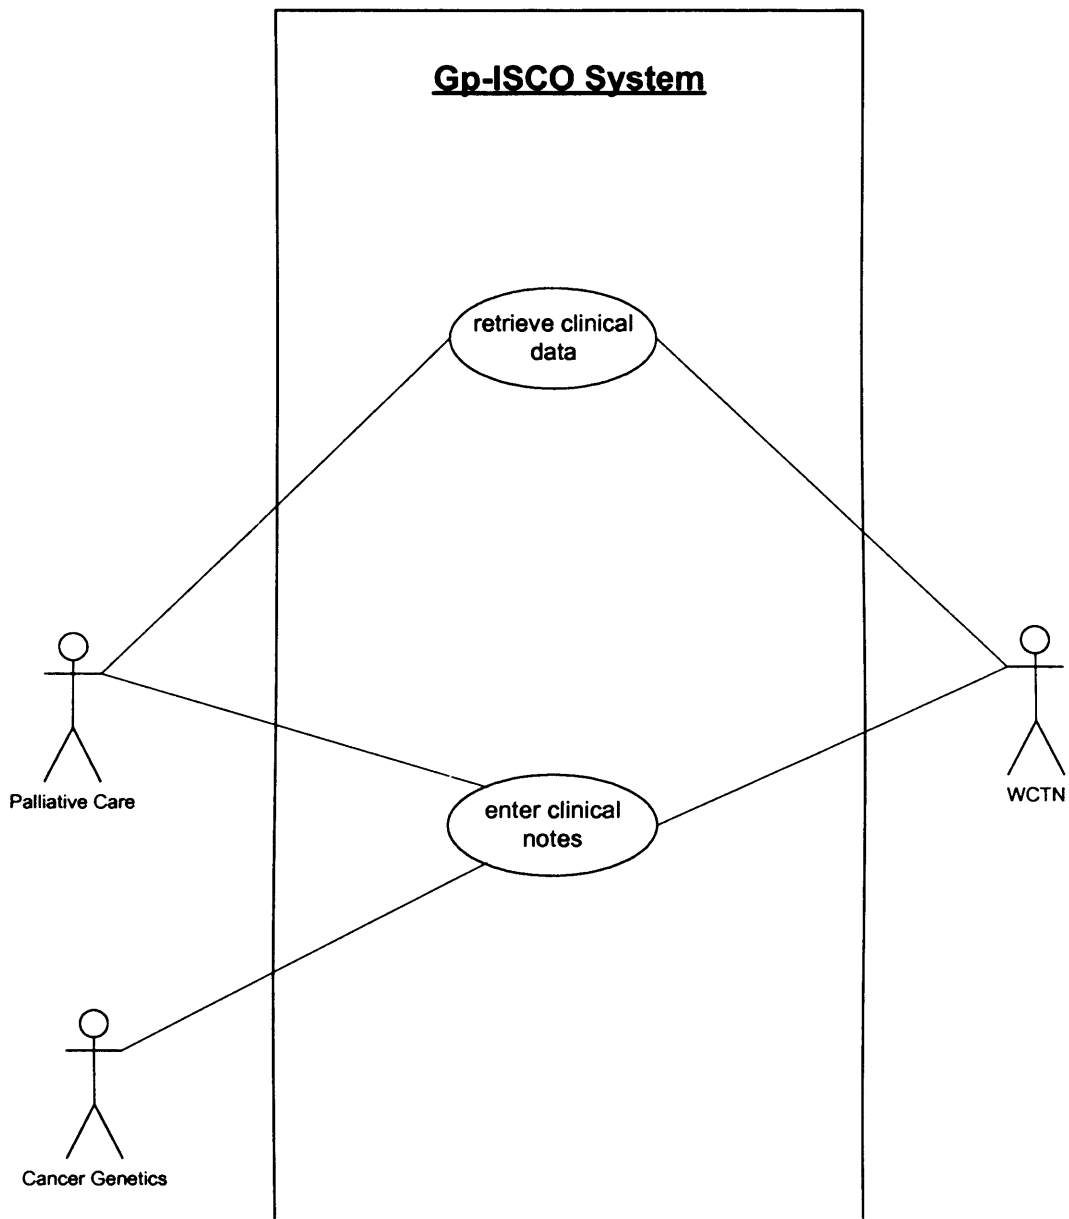 Gp-ISCO System
retrieve clinical
data
Palliative Care
WCTN
enter clinical
notes
Cancer Genetics